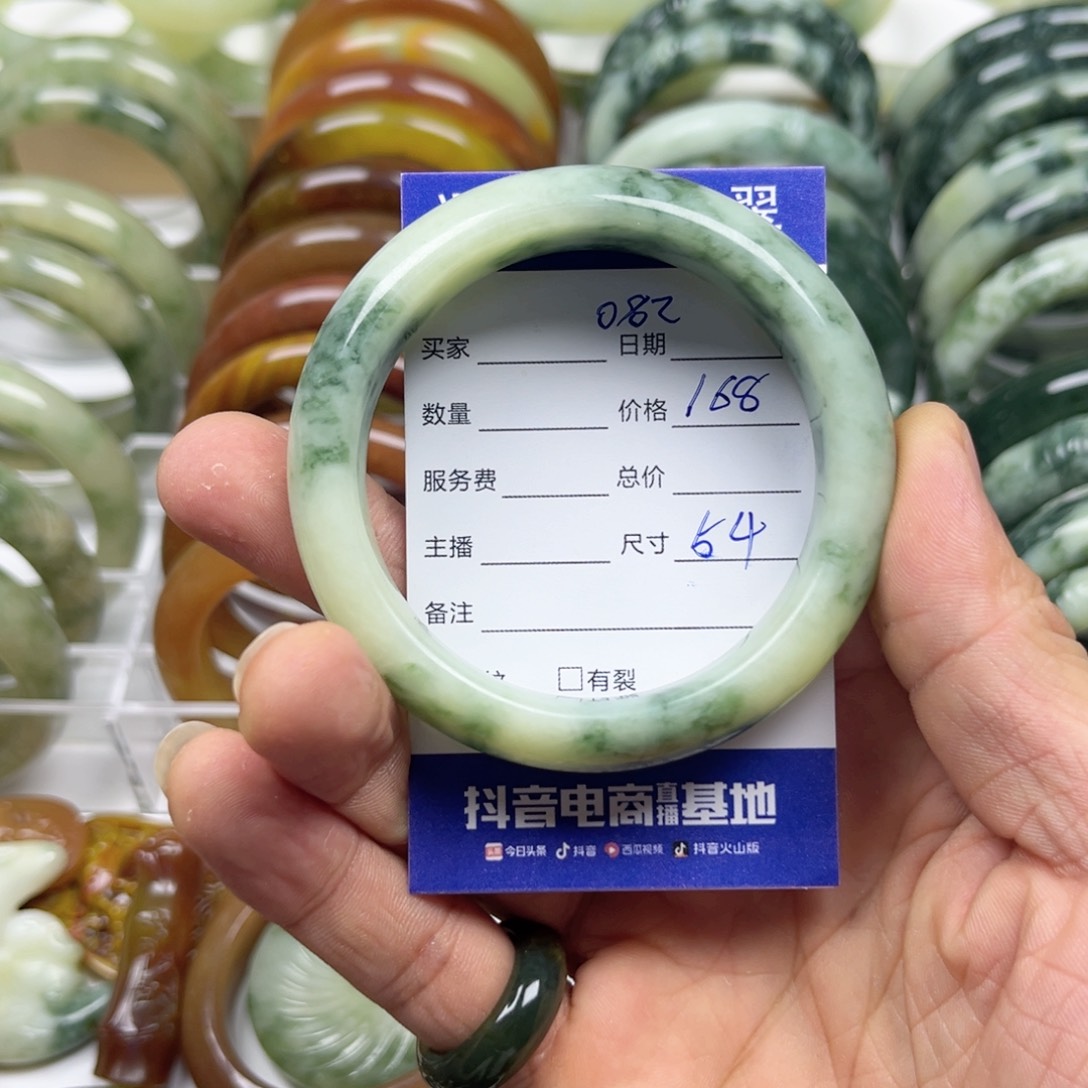 翠
082
买家 日期
数量 价格 168
服务费 总价
主播 尺寸 54
备注
□有裂
抖音电商直播基地
今日头条 抖音 西瓜视频 抖音火山版